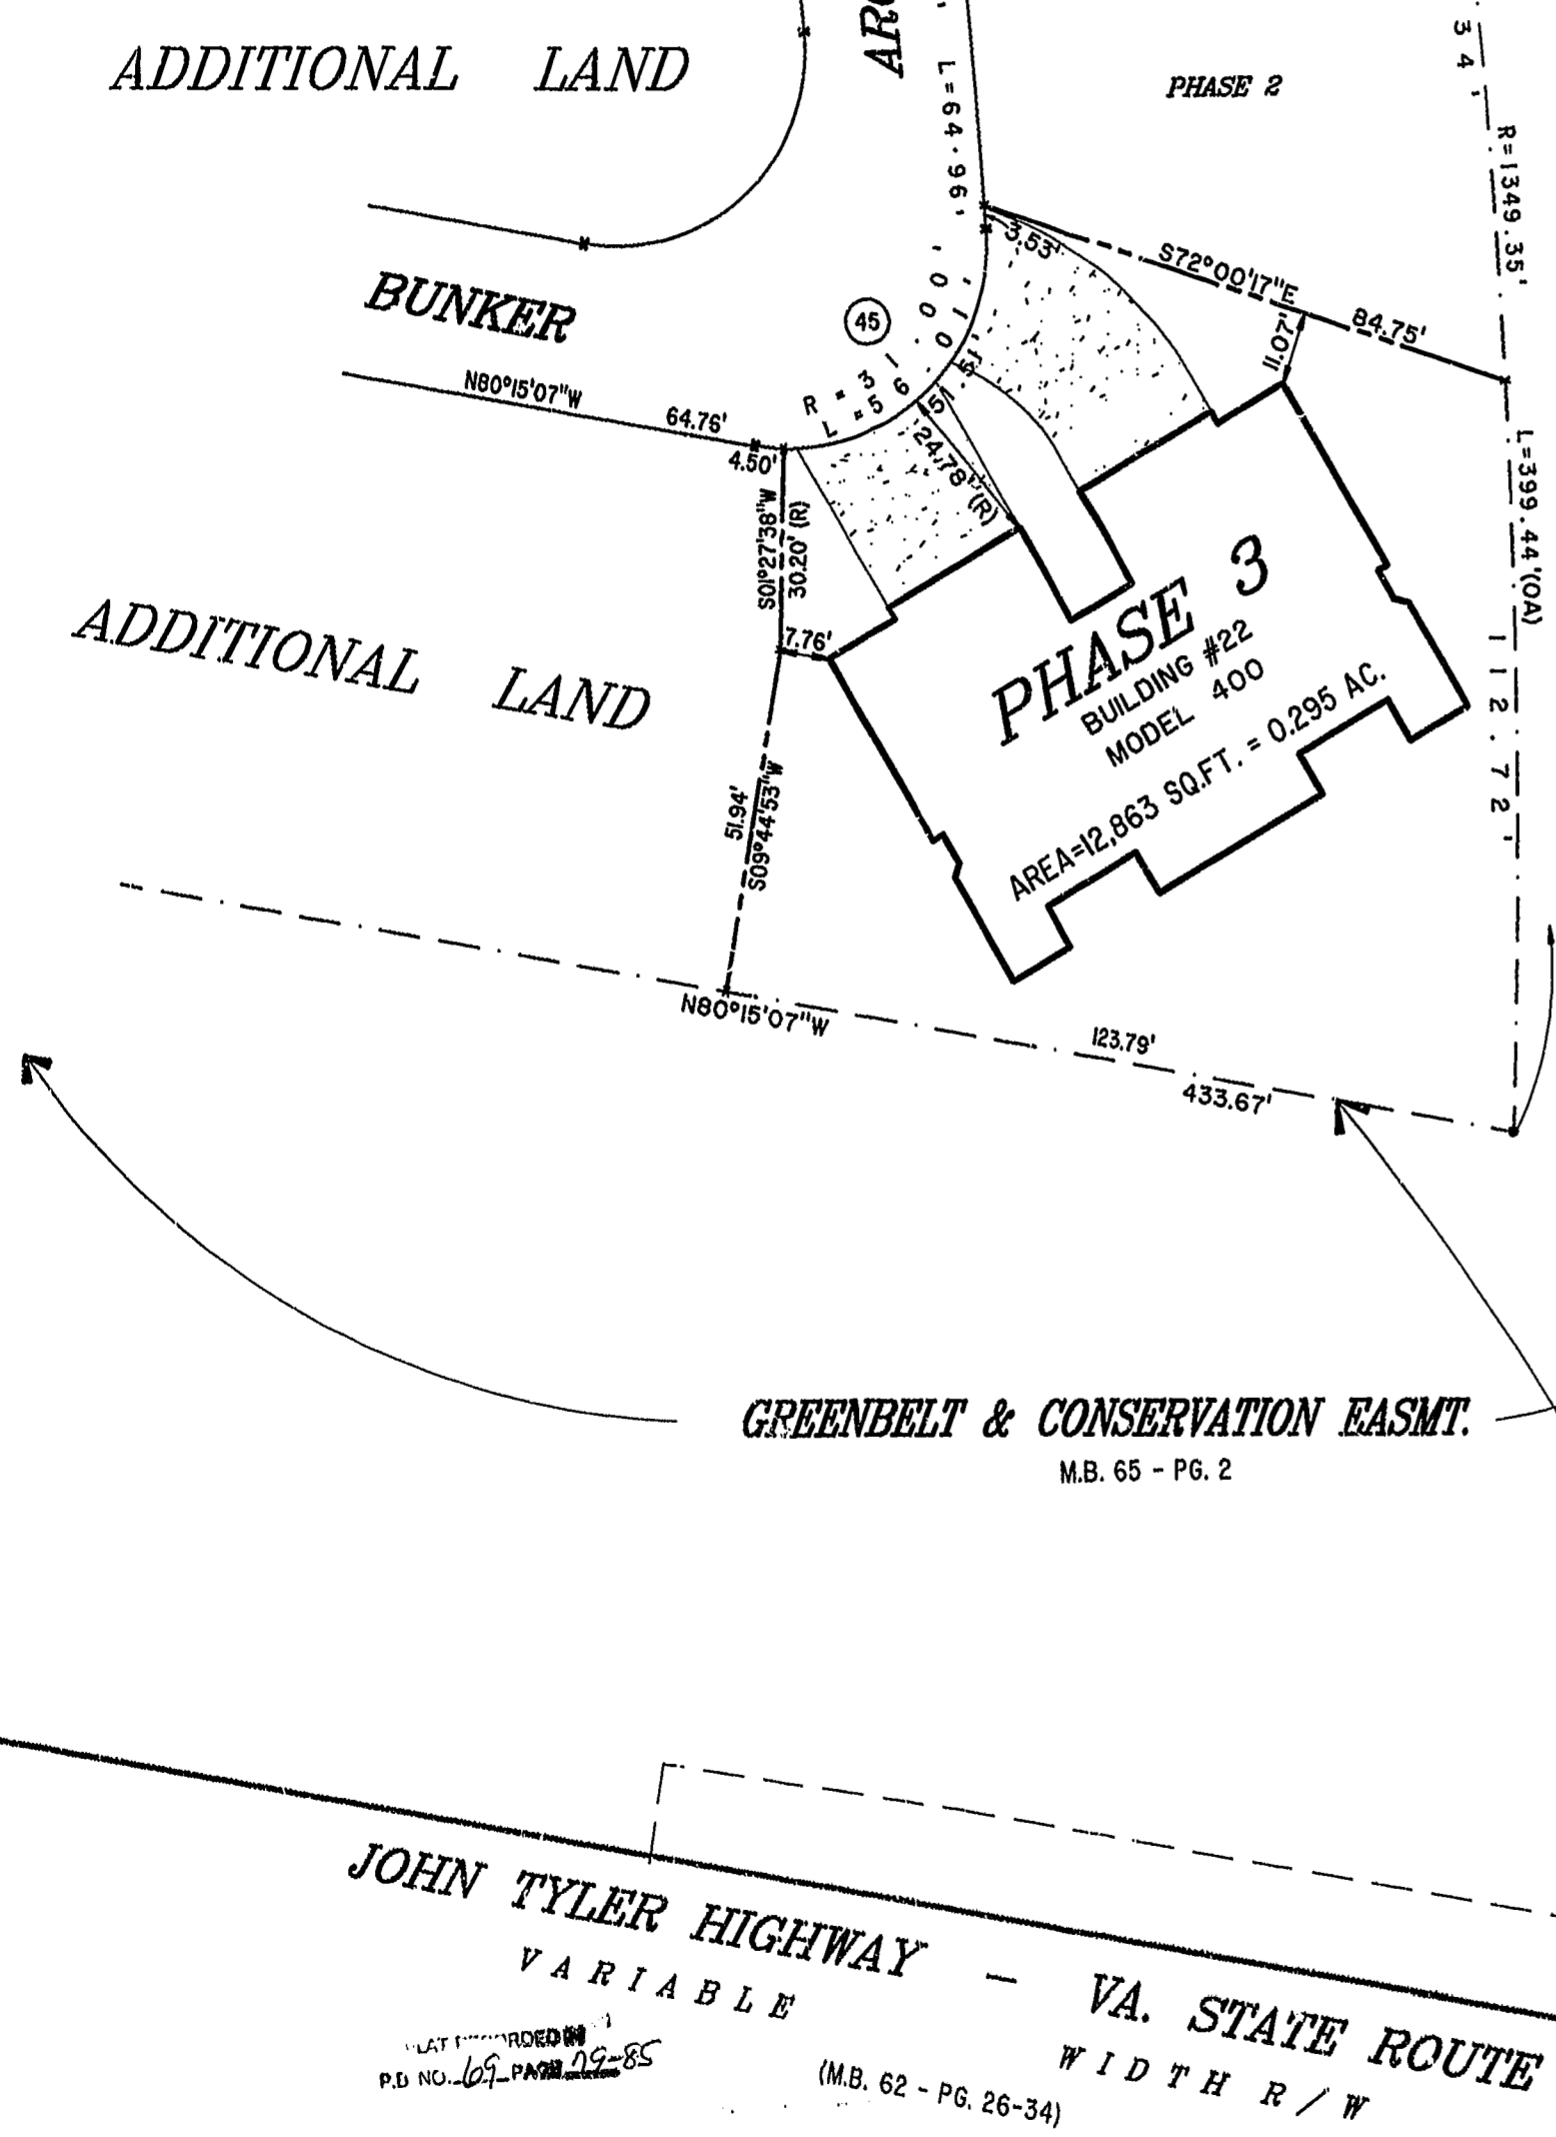 ADDITIONAL LAND
L=64.96'
PHASE 2
34'
R=1349.35'
3.53'
S72°00'17"E
84.75'
11.07'
BUNKER
45
R = 31.00'
L = 56.01'
51.51'
24.78' (R)
N80°15'07"W
64.76'
4.50'
S01°27'38"W
30.20' (R)
7.76'
L=399.44'(OA)
112.72'
ADDITIONAL LAND
PHASE 3
BUILDING #22
MODEL 400
AREA=12,863 SQ.FT. = 0.295 AC.
51.94'
S09°44'53"W
N80°15'07"W
123.79'
433.67'
GREENBELT & CONSERVATION EASMT.
M.B. 65 - PG. 2
JOHN TYLER HIGHWAY - VA. STATE ROUTE
VARIABLE WIDTH R/W
(M.B. 62 - PG. 26-34)
P.B NO. 69 PAGE 79-85